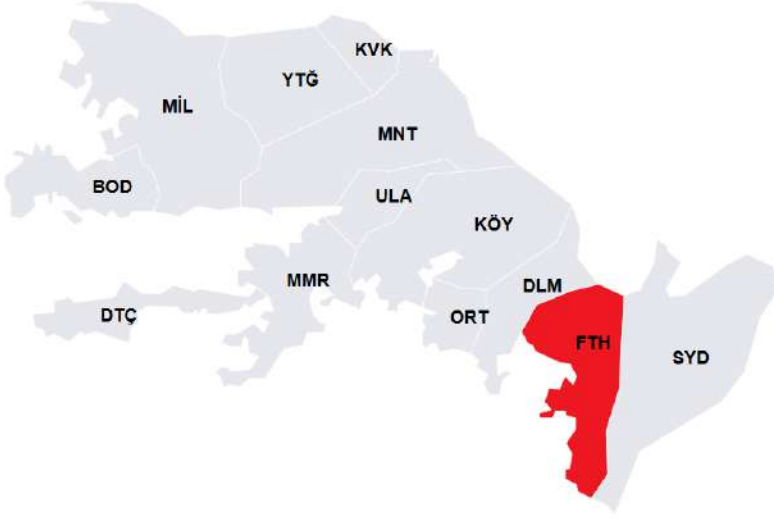 KVK
YTĞ
MİL
MNT
BOD
ULA
KÖY
MMR
DLM
DTÇ
ORT
FTH
SYD